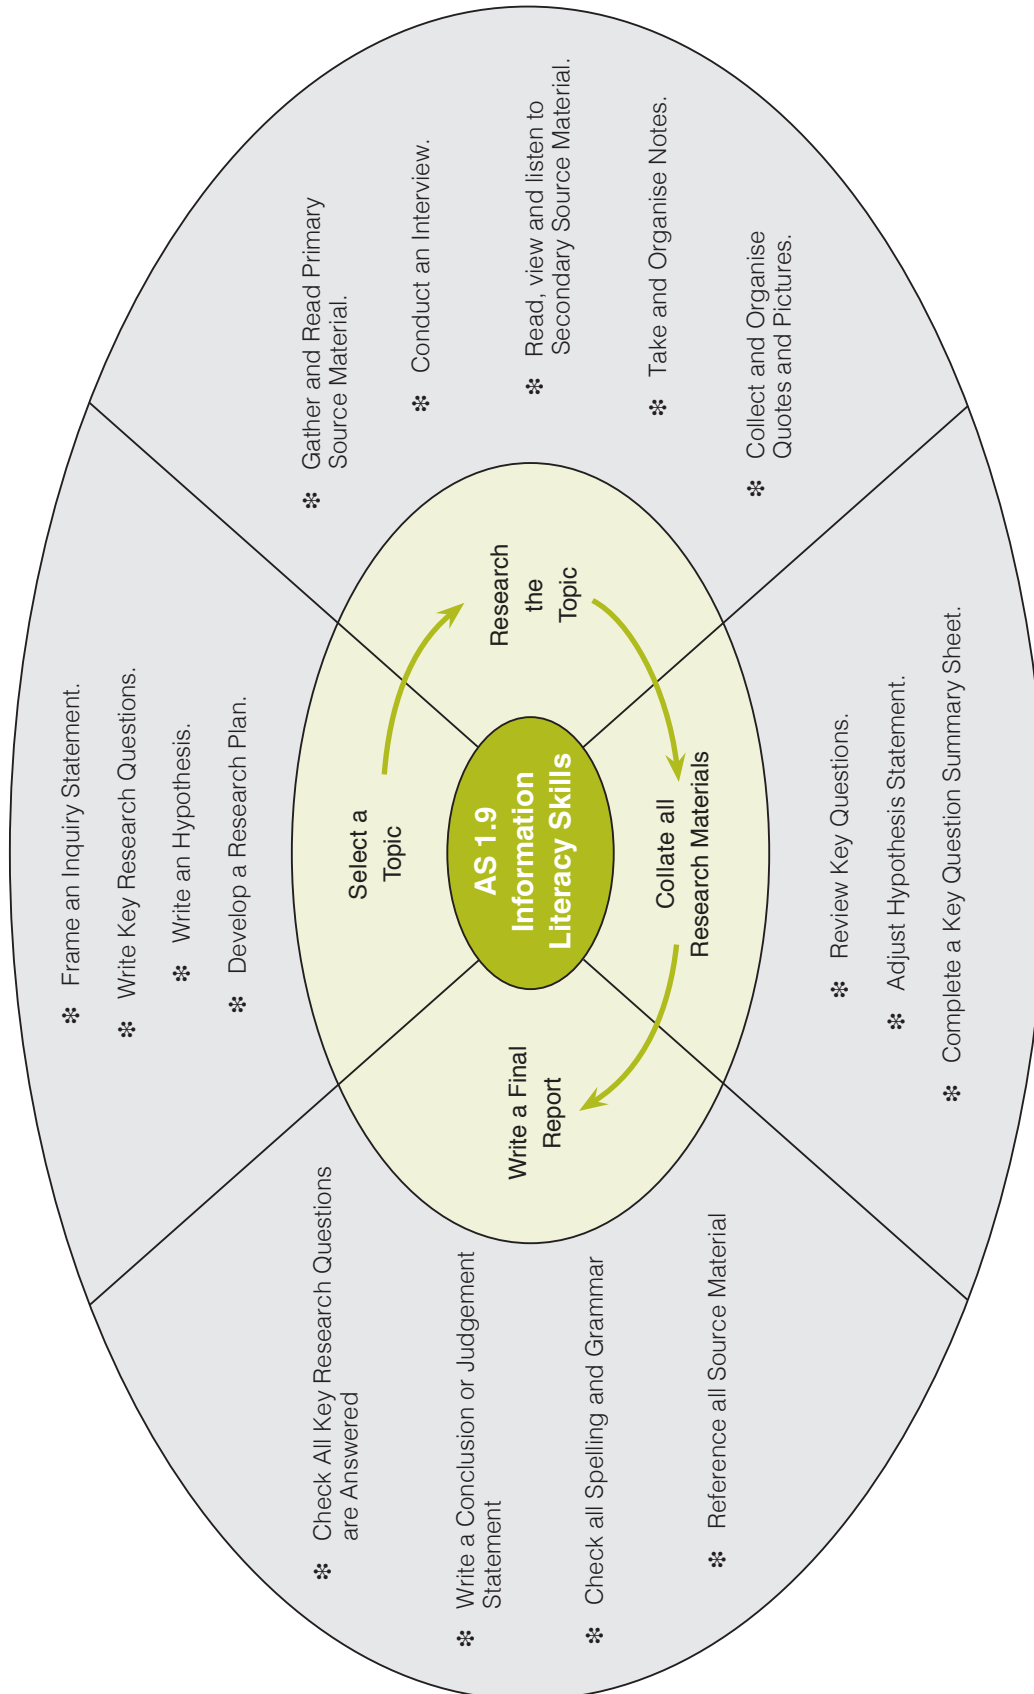 AS 1.9
Information
Literacy Skills
Select a
Topic
❇ Frame an Inquiry Statement.
❇ Write Key Research Questions.
❇ Write an Hypothesis.
❇ Develop a Research Plan.
Research
the
Topic
❇ Gather and Read Primary
Source Material.
❇ Conduct an Interview.
❇ Read, view and listen to
Secondary Source Material.
❇ Take and Organise Notes.
❇ Collect and Organise
Quotes and Pictures.
Collate all
Research Materials
❇ Review Key Questions.
❇ Adjust Hypothesis Statement.
❇ Complete a Key Question Summary Sheet.
Write a Final
Report
❇ Check All Key Research Questions
are Answered
❇ Write a Conclusion or Judgement
Statement
❇ Check all Spelling and Grammar
❇ Reference all Source Material